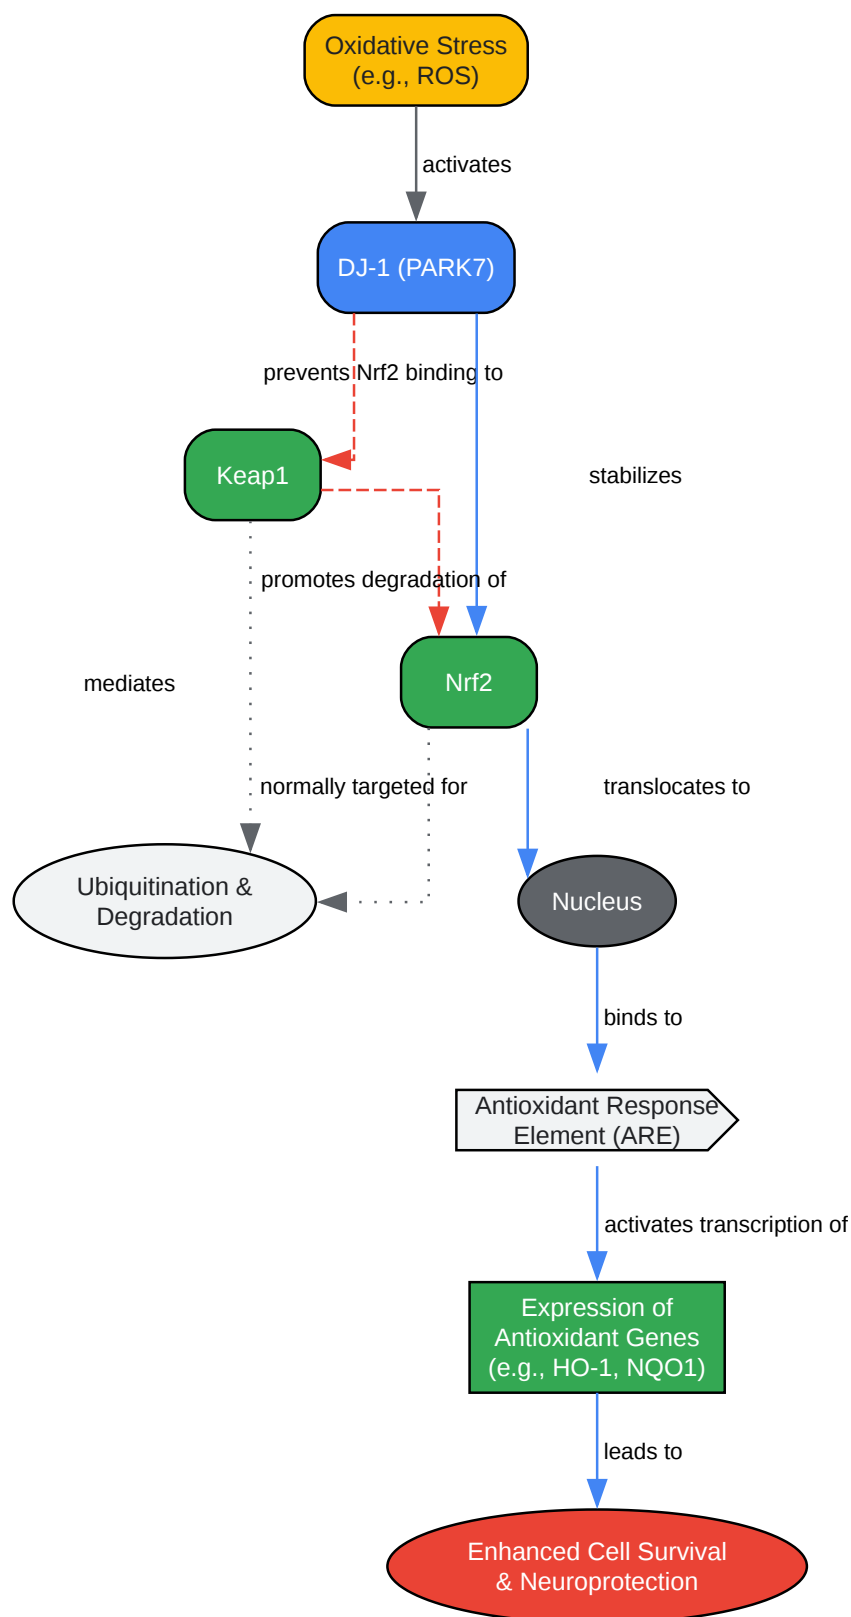 Oxidative Stress
(e.g., ROS)
activates
DJ-1 (PARK7)
prevents Nrf2 binding to
Keap1
stabilizes
promotes degradation of
mediates
Nrf2
normally targeted for
translocates to
Ubiquitination &
Degradation
Nucleus
binds to
Antioxidant Response
Element (ARE)
activates transcription of
Expression of
Antioxidant Genes
(e.g., HO-1, NQO1)
leads to
Enhanced Cell Survival
& Neuroprotection